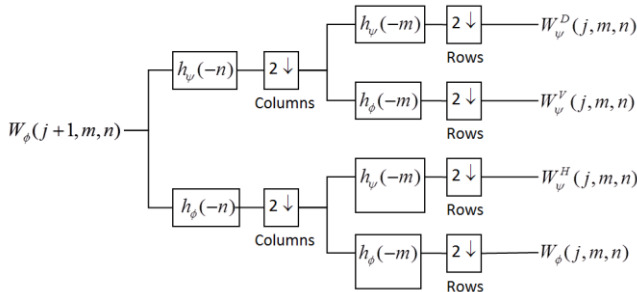 h_ψ(−m) 2↓ W_ψ^D(j,m,n)
Rows
h_ψ(−n) 2↓
Columns
h_ϕ(−m) 2↓ W_ψ^V(j,m,n)
Rows
W_ϕ(j+1,m,n)
h_ψ(−m) 2↓ W_ψ^H(j,m,n)
Rows
h_ϕ(−n) 2↓
Columns
h_ϕ(−m) 2↓ W_ϕ(j,m,n)
Rows